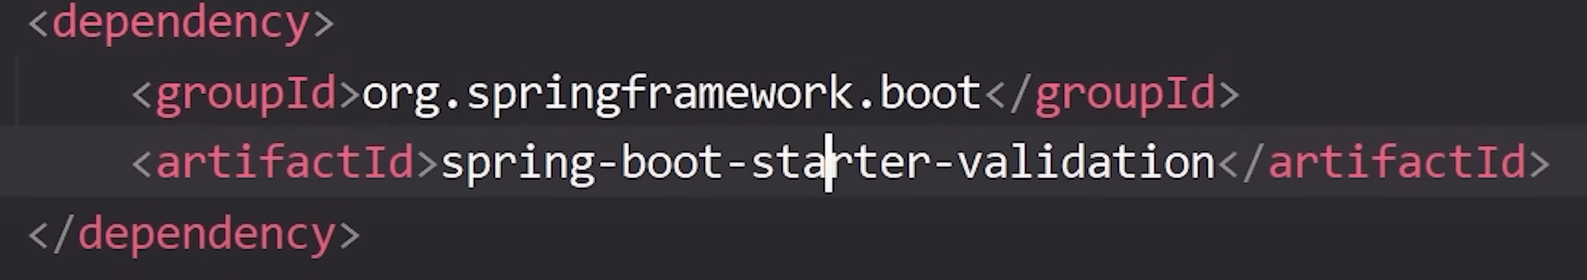 <dependency>
    <groupId>org.springframework.boot</groupId>
    <artifactId>spring-boot-starter-validation</artifactId>
</dependency>